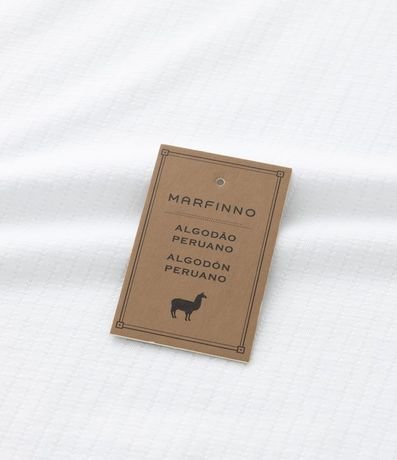 MARFINNO
ALGODÃO
PERUANO
ALGODÓN
PERUANO